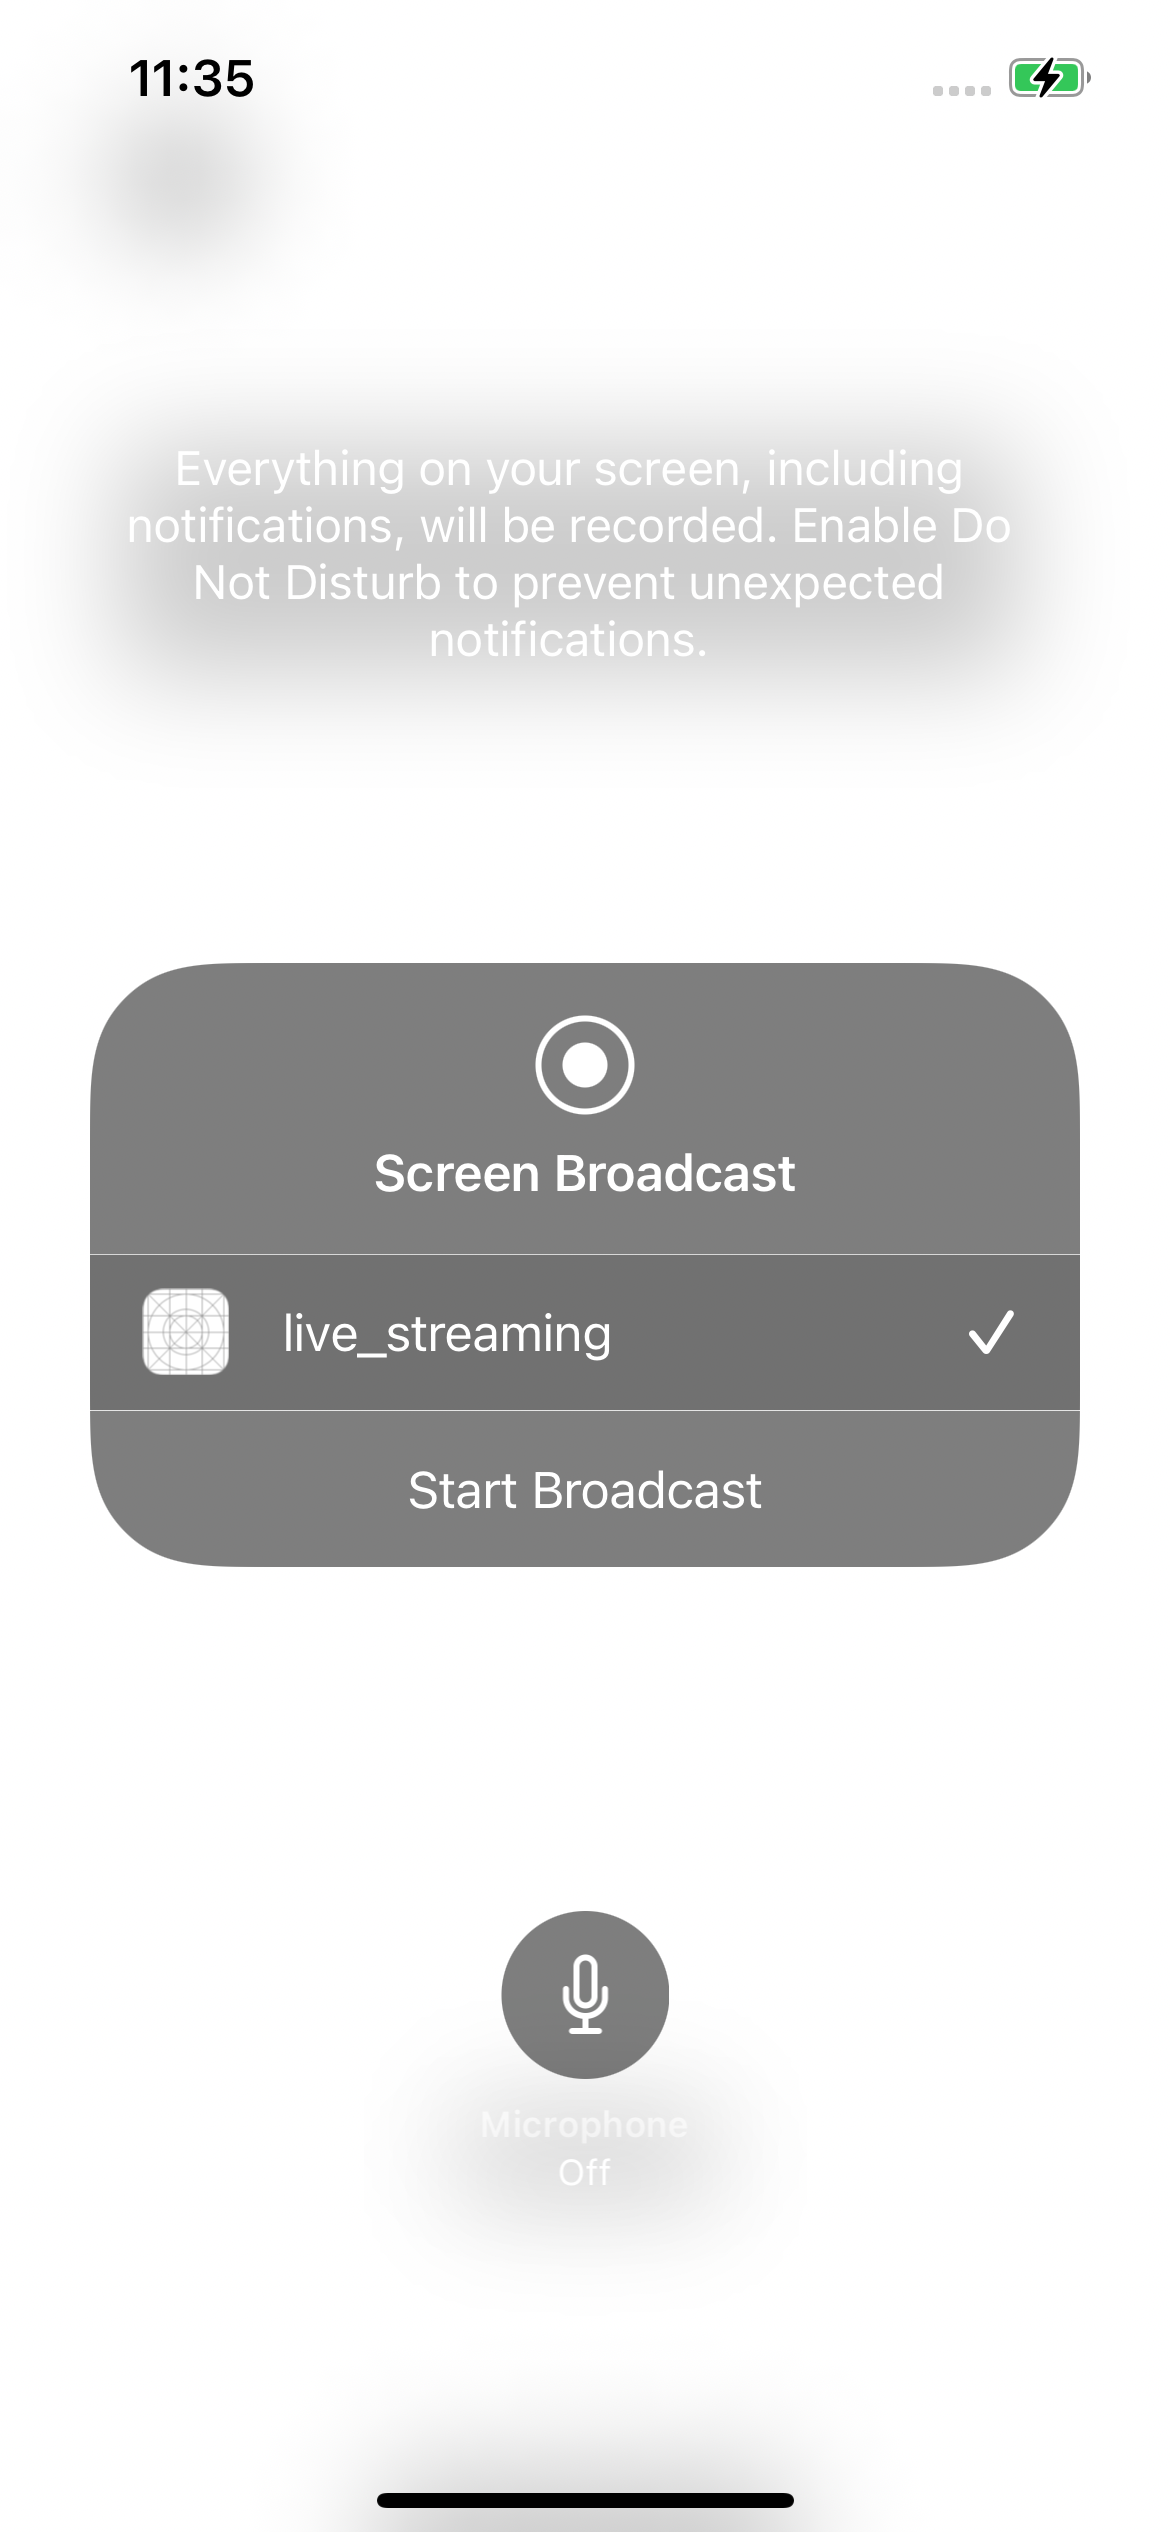 11:35
Everything on your screen, including
notifications, will be recorded. Enable Do
Not Disturb to prevent unexpected
notifications.
Screen Broadcast
live_streaming
Start Broadcast
Microphone
Off